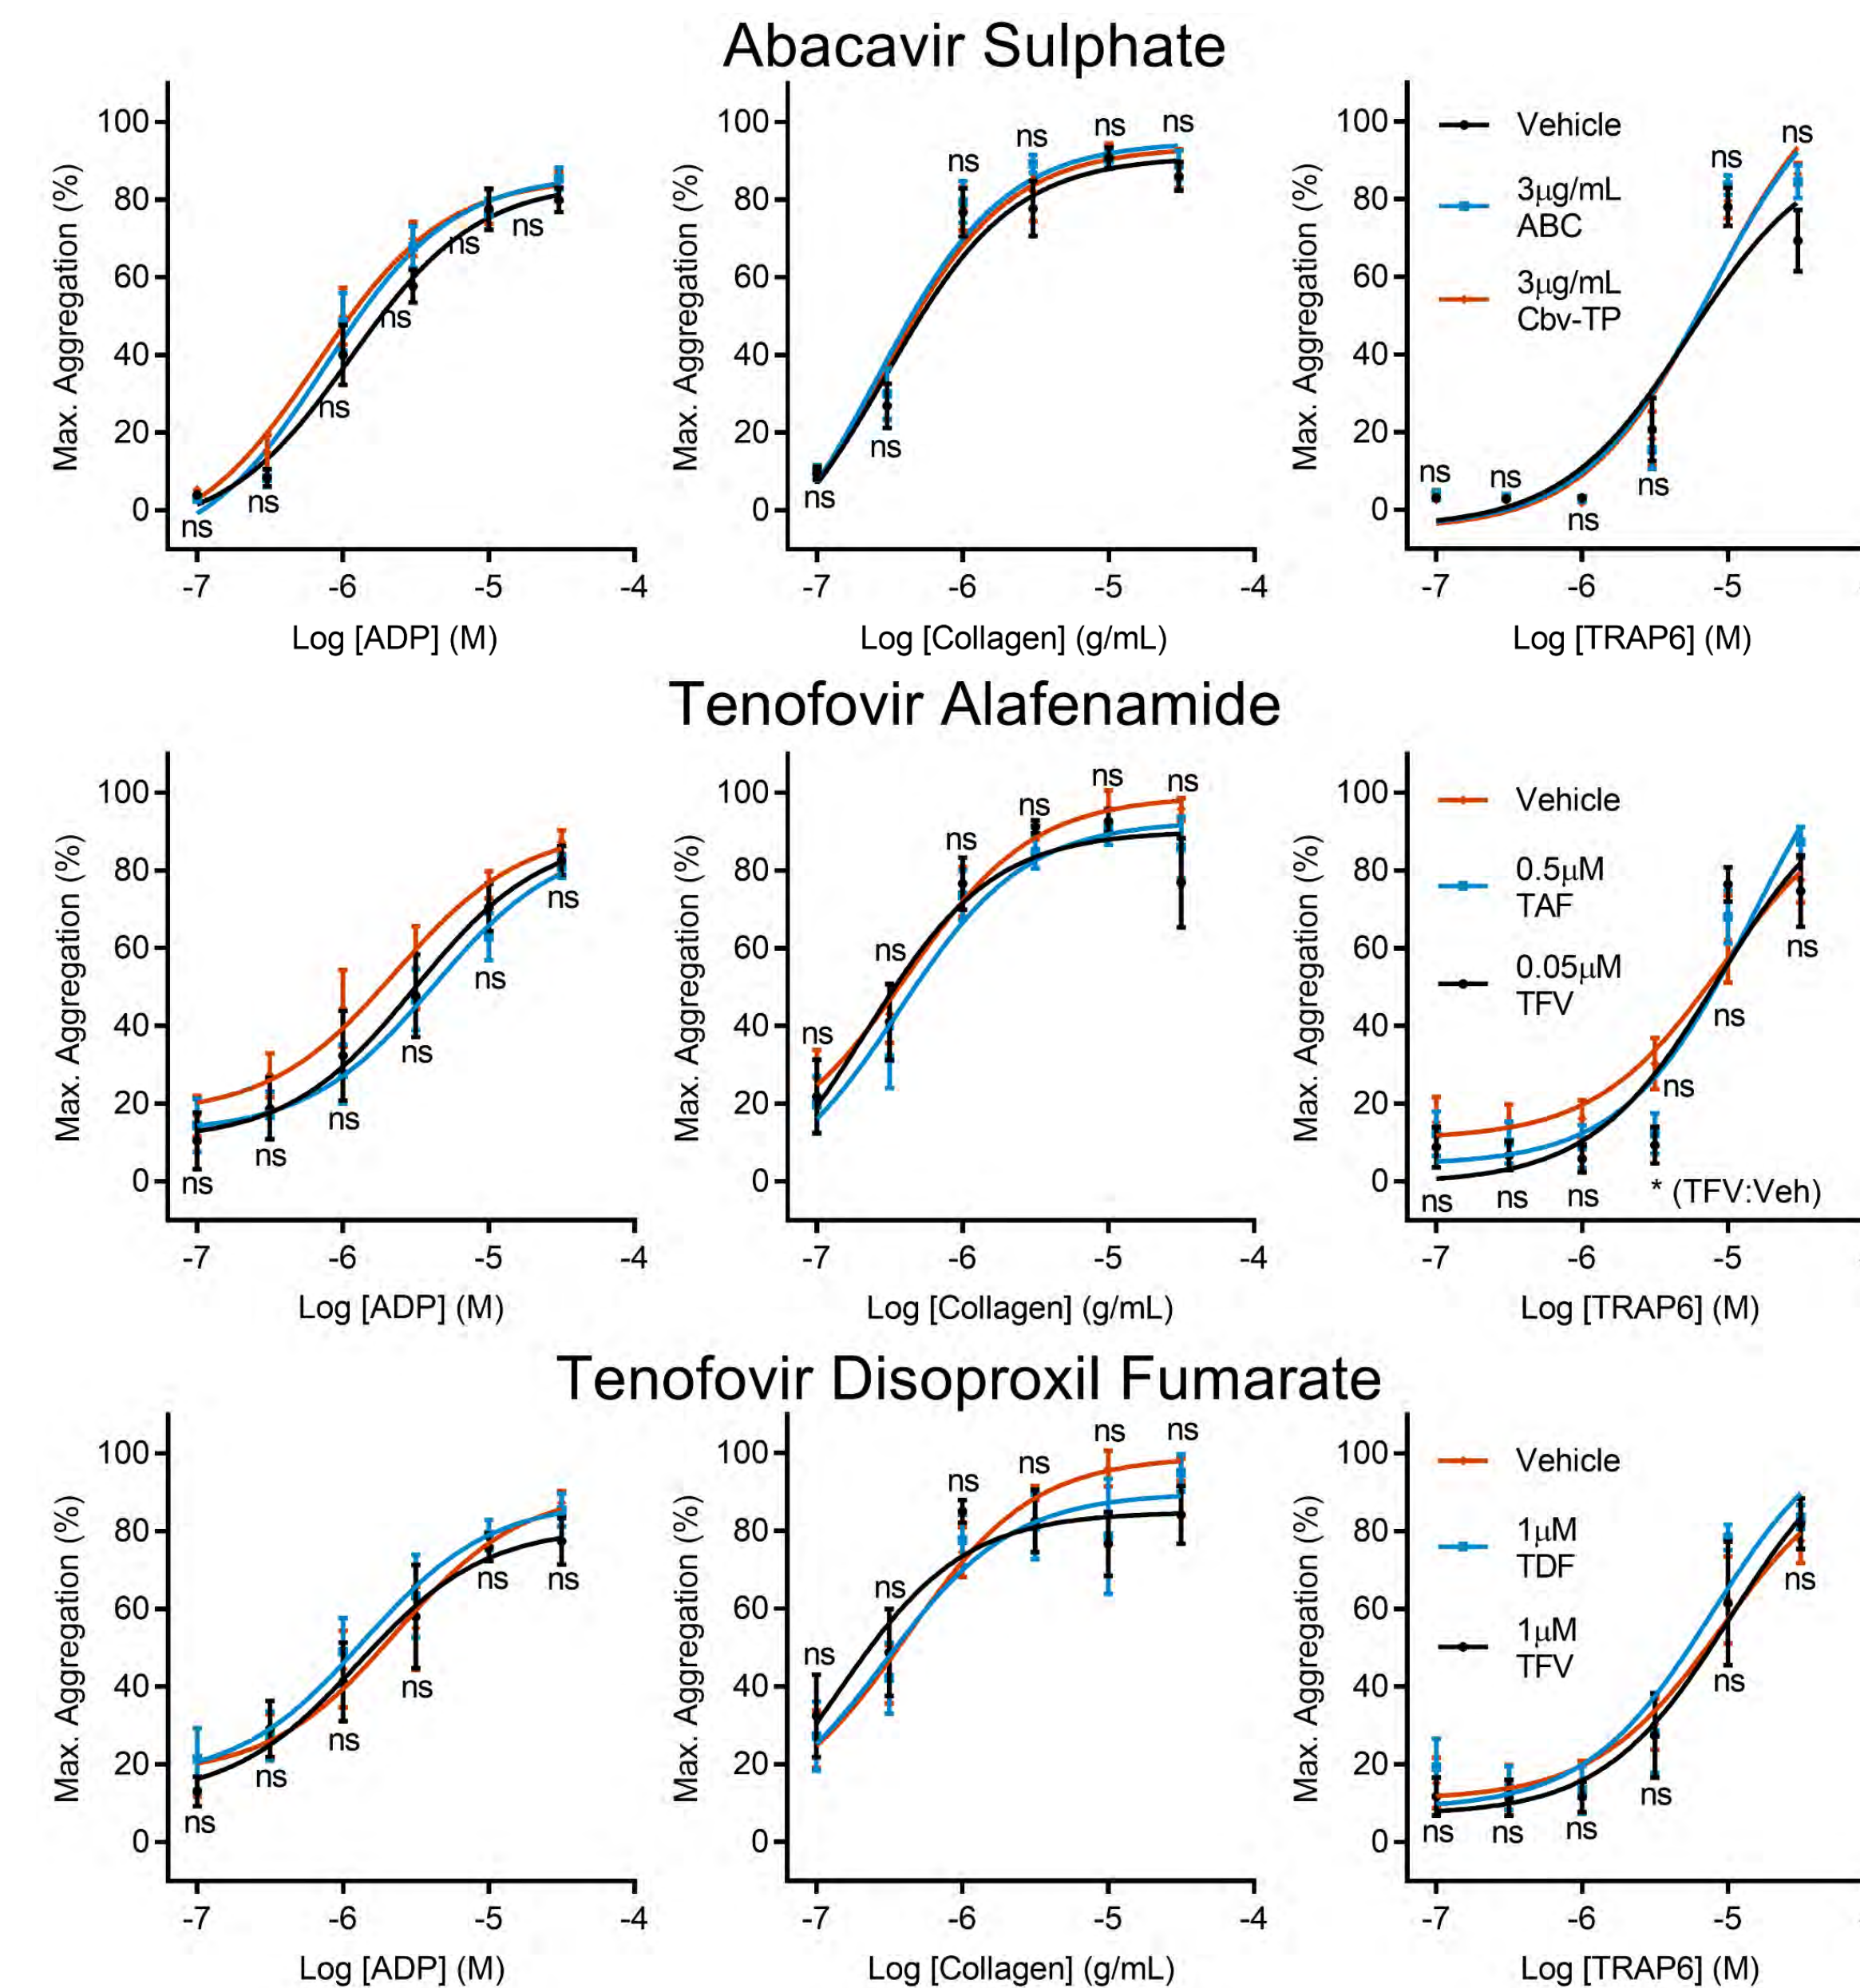 Abacavir Sulphate
Max. Aggregation (%)
100
80
60
40
20
0
ns
ns
ns
ns
ns
ns
-7
-6
-5
-4
Log [ADP] (M)
Max. Aggregation (%)
100
80
60
40
20
0
ns
ns
ns
ns
ns
ns
-7
-6
-5
-4
Log [Collagen] (g/mL)
Max. Aggregation (%)
100
80
60
40
20
0
Vehicle
3μg/mL
ABC
3μg/mL
Cbv-TP
ns
ns
ns
ns
ns
ns
-7
-6
-5
Log [TRAP6] (M)
Tenofovir Alafenamide
Max. Aggregation (%)
100
80
60
40
20
0
ns
ns
ns
ns
ns
ns
-7
-6
-5
-4
Log [ADP] (M)
Max. Aggregation (%)
100
80
60
40
20
0
ns
ns
ns
ns
ns
ns
-7
-6
-5
-4
Log [Collagen] (g/mL)
Max. Aggregation (%)
100
80
60
40
20
0
Vehicle
0.5μM
TAF
0.05μM
TFV
ns
ns
ns
ns
ns
ns
* (TFV:Veh)
-7
-6
-5
Log [TRAP6] (M)
Tenofovir Disoproxil Fumarate
Max. Aggregation (%)
100
80
60
40
20
0
ns
ns
ns
ns
ns
ns
-7
-6
-5
-4
Log [ADP] (M)
Max. Aggregation (%)
100
80
60
40
20
0
ns
ns
ns
ns
ns
ns
-7
-6
-5
-4
Log [Collagen] (g/mL)
Max. Aggregation (%)
100
80
60
40
20
0
Vehicle
1μM
TDF
1μM
TFV
ns
ns
ns
ns
ns
ns
-7
-6
-5
Log [TRAP6] (M)